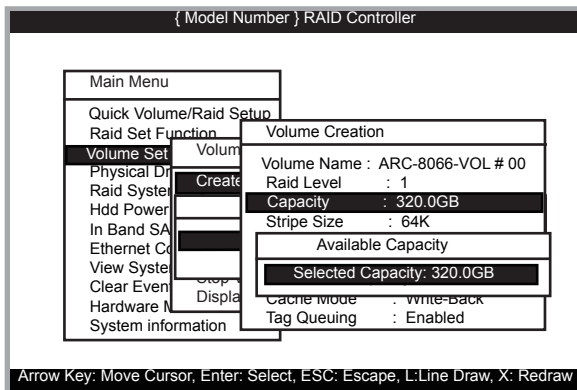 { Model Number } RAID Controller
Main Menu
Quick Volume/Raid Setup
Raid Set Function
Volume Set
Physical Dr
Raid System
Hdd Power
In Band SA
Ethernet Co
View System
Clear Event
Hardware M
System information
Volum
Create
Displa
Volume Creation
Volume Name : ARC-8066-VOL # 00
Raid Level : 1
Capacity : 320.0GB
Stripe Size : 64K
Available Capacity
Selected Capacity: 320.0GB
Cache Mode : Write-Back
Tag Queuing : Enabled
Arrow Key: Move Cursor, Enter: Select, ESC: Escape, L:Line Draw, X: Redraw